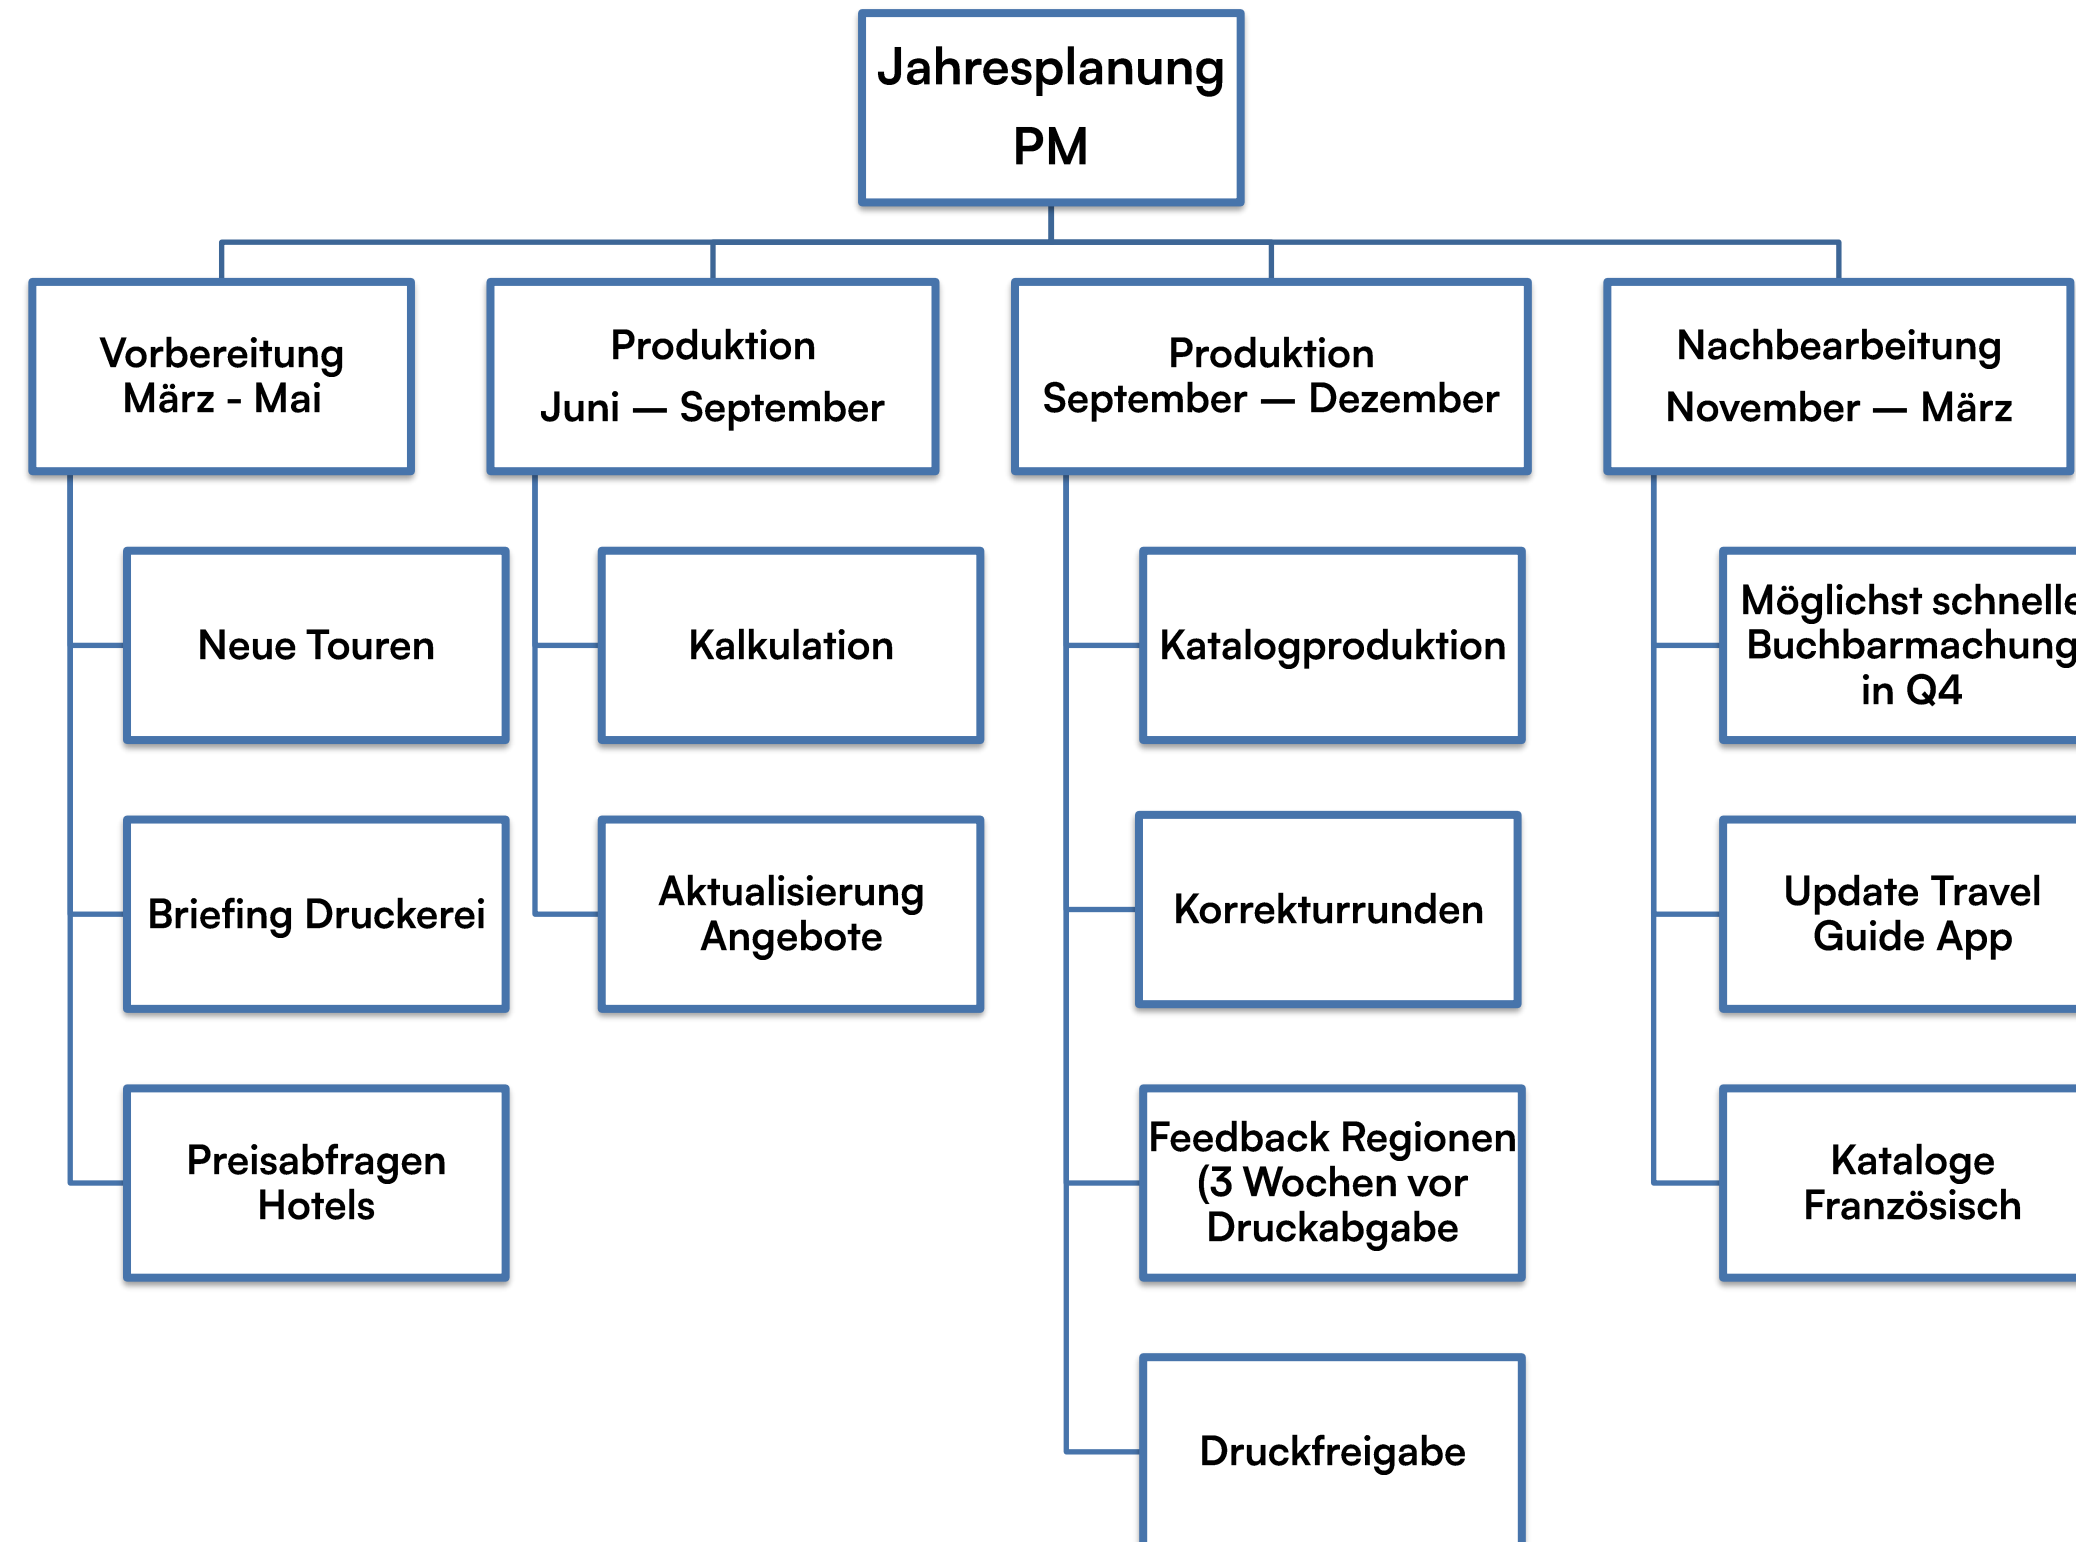 Jahresplanung
PM
Vorbereitung
März - Mai
Neue Touren
Briefing Druckerei
Preisabfragen
Hotels
Produktion
Juni – September
Kalkulation
Aktualisierung
Angebote
Produktion
September – Dezember
Katalogproduktion
Korrekturrunden
Feedback Regionen
(3 Wochen vor
Druckabgabe
Druckfreigabe
Nachbearbeitung
November – März
Möglichst schnelle
Buchbarmachung
in Q4
Update Travel
Guide App
Kataloge
Französisch